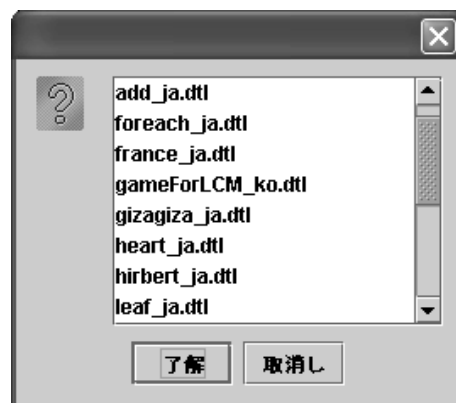 add_ja.dtl
foreach_ja.dtl
france_ja.dtl
gameForLCM_ko.dtl
gizagiza_ja.dtl
heart_ja.dtl
hirbert_ja.dtl
leaf_ja.dtl
了解 取消し